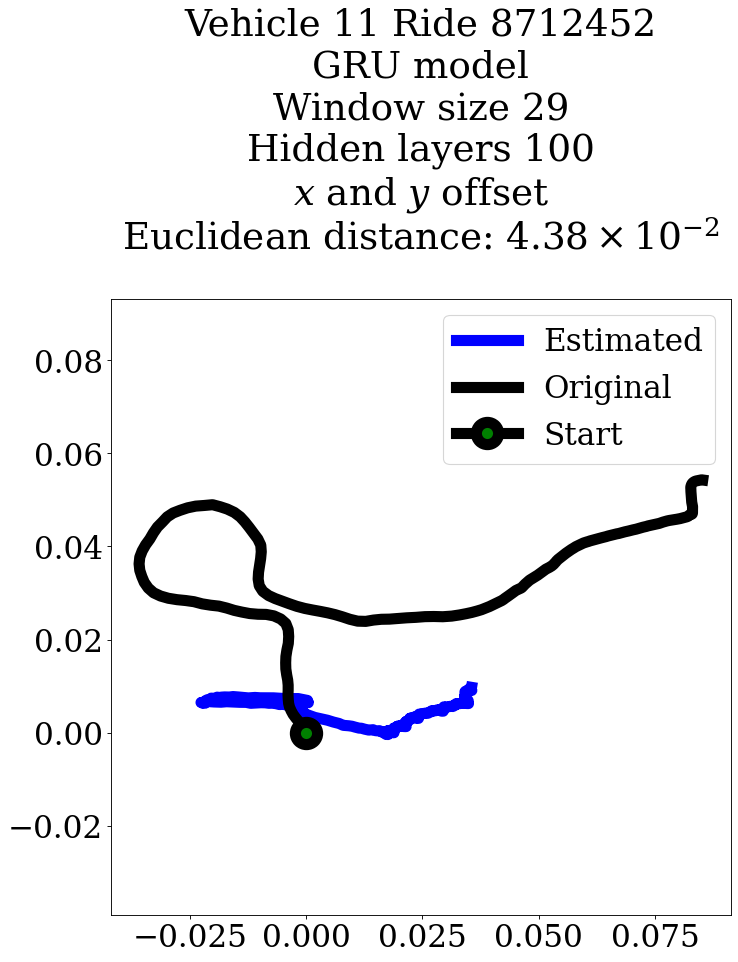 Vehicle 11 Ride 8712452
GRU model
Window size 29
Hidden layers 100
x and y offset
Euclidean distance: 4.38 × 10⁻²
Estimated
Original
Start
0.08
0.06
0.04
0.02
0.00
−0.02
−0.025 0.000 0.025 0.050 0.075